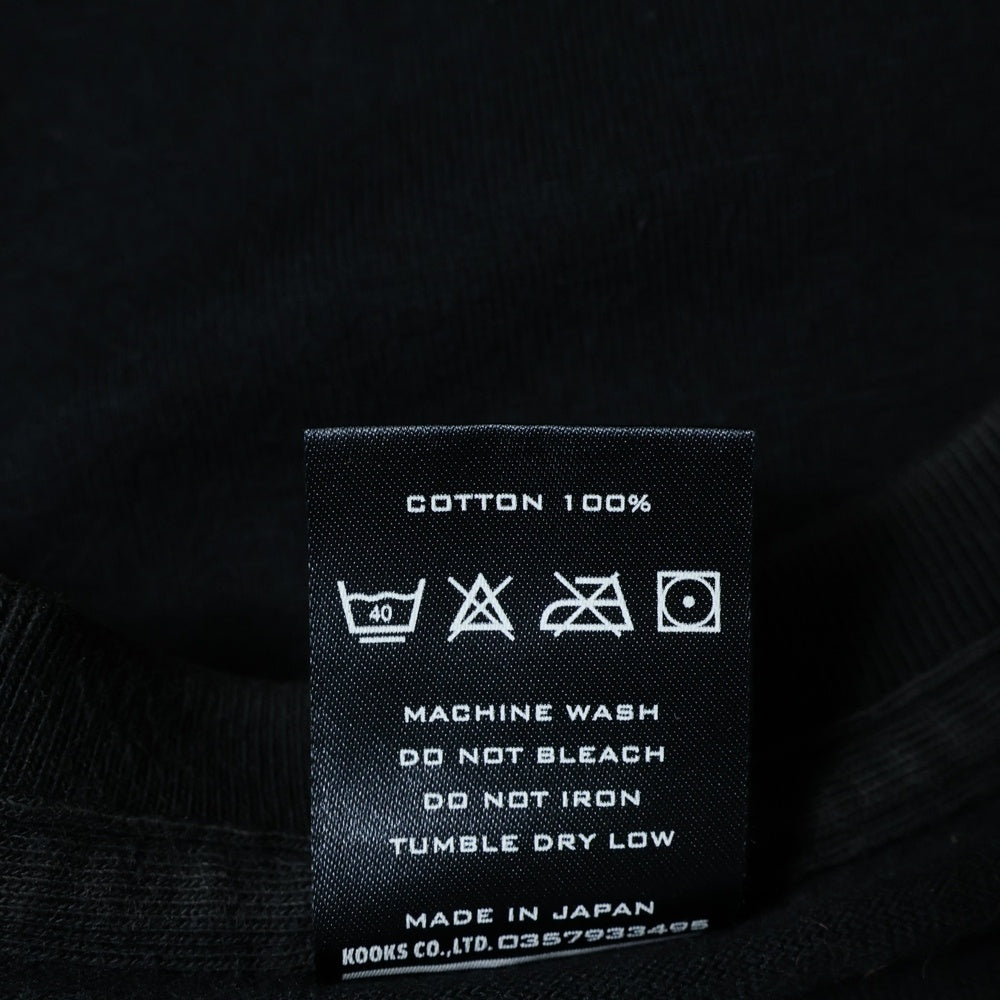 COTTON 100%
40
MACHINE WASH
DO NOT BLEACH
DO NOT IRON
TUMBLE DRY LOW
MADE IN JAPAN
KOOKS CO.,LTD. 0357933495